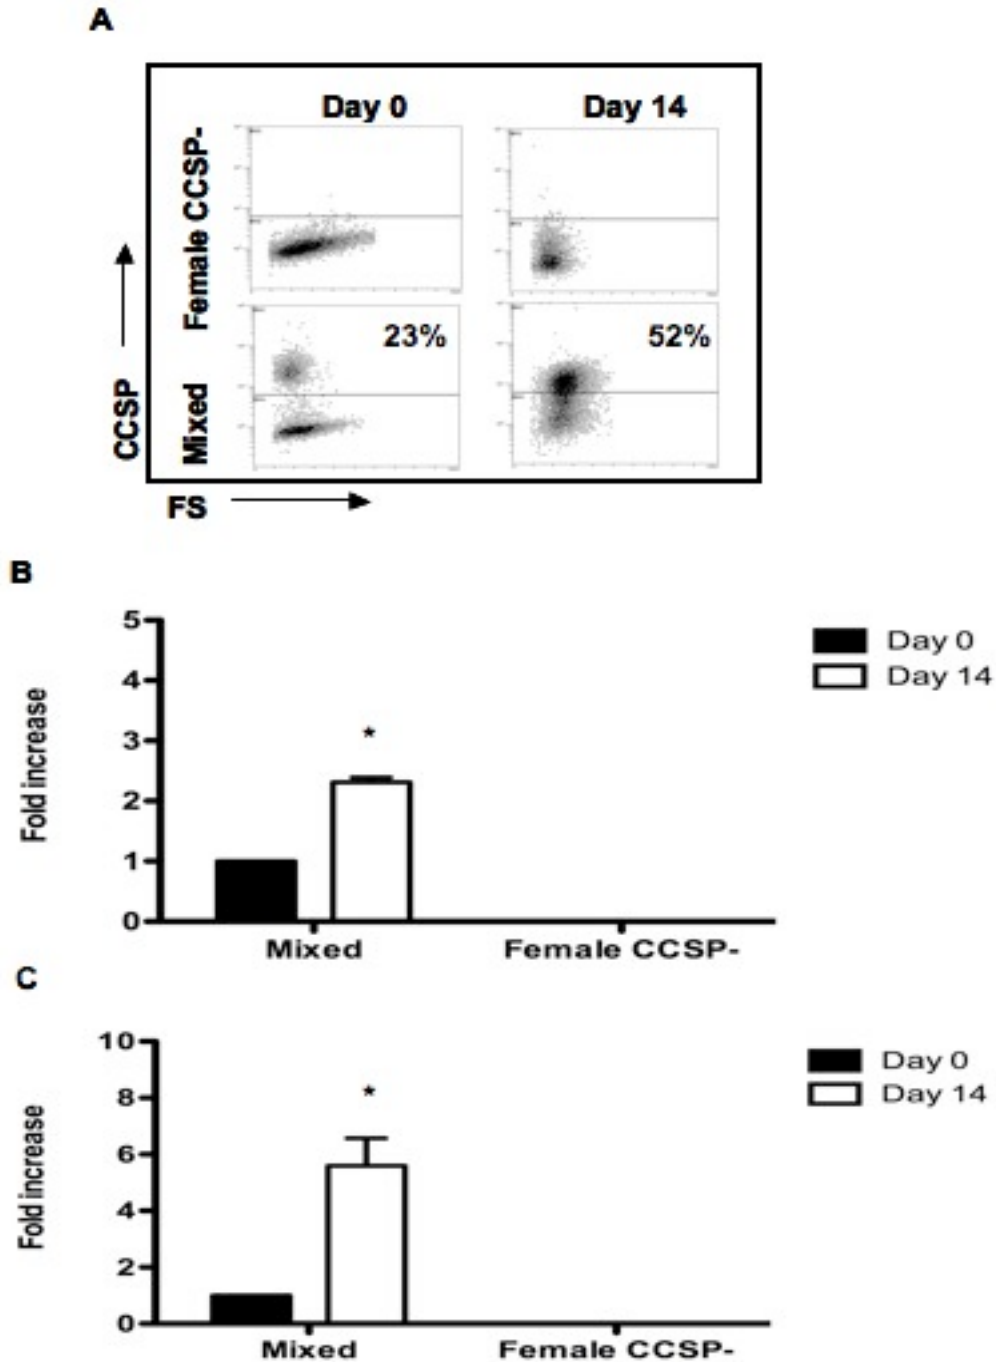 A
Day 0
Day 14
Female CCSP-
23%
52%
Mixed
CCSP
FS
B
5
4
3
2
1
0
Fold increase
*
Day 0
Day 14
Mixed
Female CCSP-
C
10
8
6
4
2
0
Fold increase
*
Day 0
Day 14
Mixed
Female CCSP-